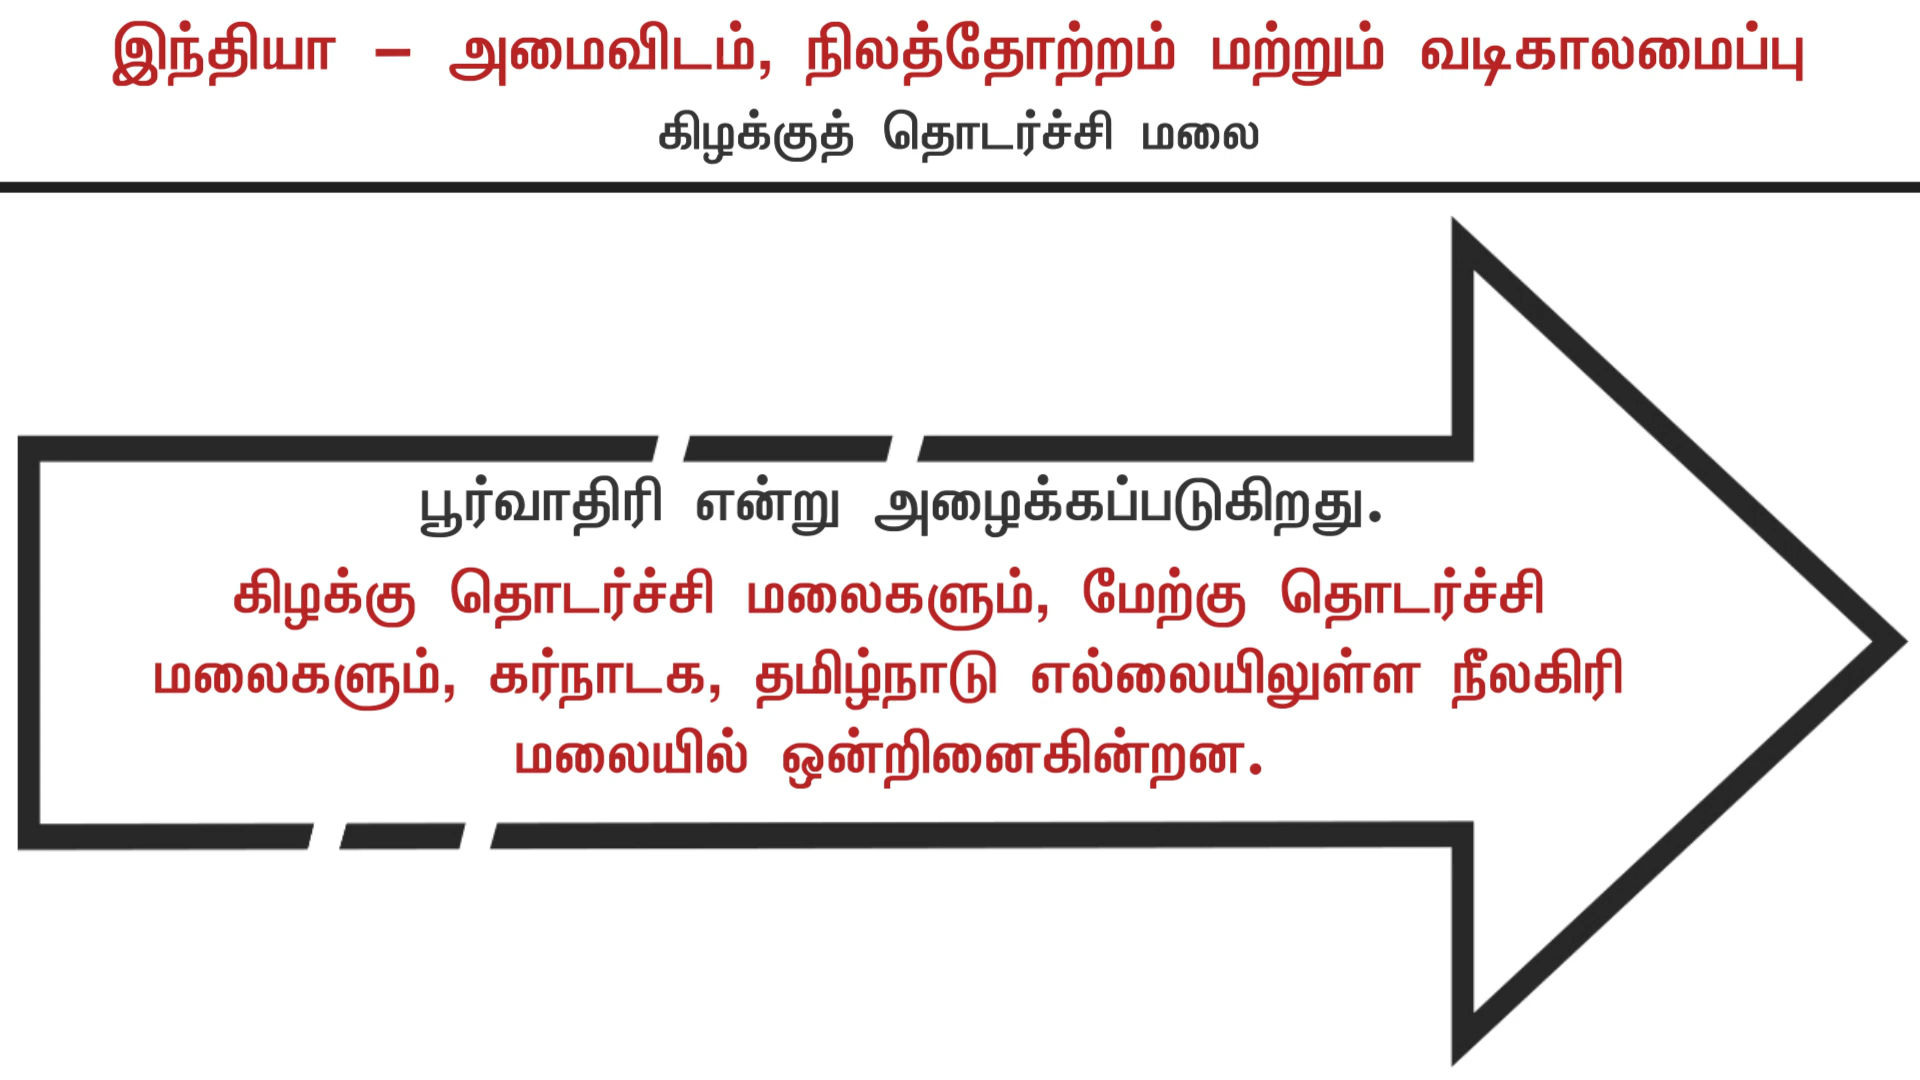 இந்தியா – அமைவிடம், நிலத்தோற்றம் மற்றும் வடிகாலமைப்பு
கிழக்குத் தொடர்ச்சி மலை
பூர்வாதிரி என்று அழைக்கப்படுகிறது.
கிழக்கு தொடர்ச்சி மலைகளும், மேற்கு தொடர்ச்சி
மலைகளும், கர்நாடக, தமிழ்நாடு எல்லையிலுள்ள நீலகிரி
மலையில் ஒன்றினைகின்றன.